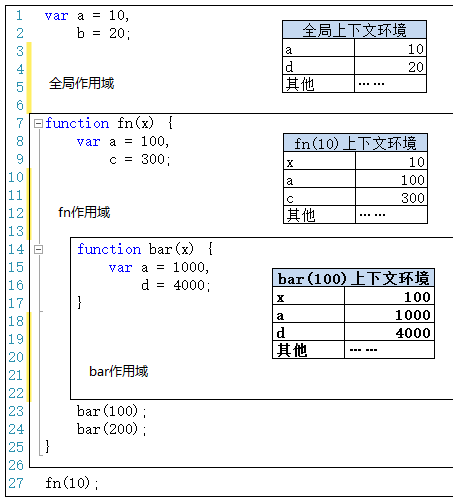 1 var a = 10,
2 b = 20;
3
4
5 全局作用域
6
7 function fn(x) {
8 var a = 100,
9 c = 300;
10
11
12 fn作用域
13
14 function bar(x) {
15 var a = 1000,
16 d = 4000;
17 }
18
19
20
21 bar作用域
22
23 bar(100);
24 bar(200);
25 }
26
27 fn(10);
全局上下文环境
a 10
d 20
其他 ……
fn(10)上下文环境
x 10
a 100
c 300
其他 ……
bar(100)上下文环境
x 100
a 1000
d 4000
其他 ……